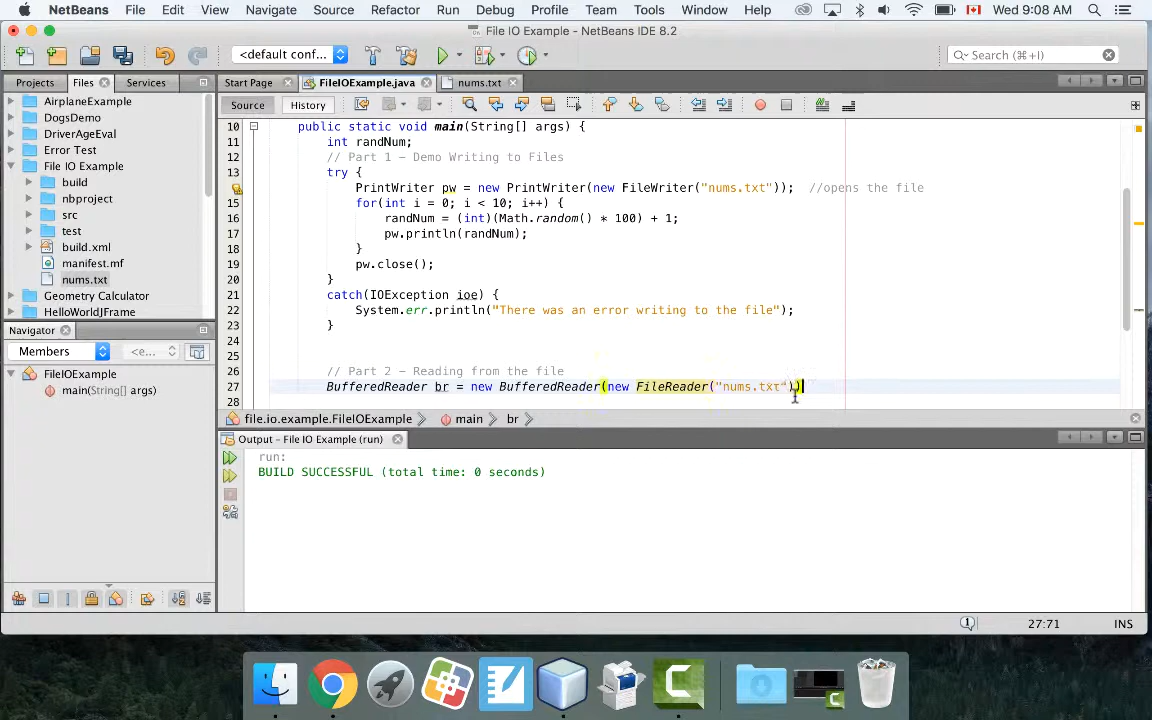 NetBeans File Edit View Navigate Source Refactor Run Debug Profile Team Tools Window Help Wed 9:08 AM
File IO Example - NetBeans IDE 8.2
<default conf... Search (⌘+I)
Projects Files Services Start Page FileIOExample.java nums.txt
Source History
AirplaneExample
DogsDemo
DriverAgeEval
Error Test
File IO Example
build
nbproject
src
test
build.xml
manifest.mf
nums.txt
Geometry Calculator
HelloWorldJFrame
10 public static void main(String[] args) {
11 int randNum;
12 // Part 1 - Demo Writing to Files
13 try {
PrintWriter pw = new PrintWriter(new FileWriter("nums.txt")); //opens the file
15 for(int i = 0; i < 10; i++) {
16 randNum = (int)(Math.random() * 100) + 1;
17 pw.println(randNum);
18 }
19 pw.close();
20 }
21 catch(IOException ioe) {
22 System.err.println("There was an error writing to the file");
23 }
24
25
26 // Part 2 - Reading from the file
27 BufferedReader br = new BufferedReader(new FileReader("nums.txt"))
28
Navigator
Members <e...
FileIOExample
main(String[] args)
file.io.example.FileIOExample main br
Output - File IO Example (run)
run:
BUILD SUCCESSFUL (total time: 0 seconds)
1 27:71 INS